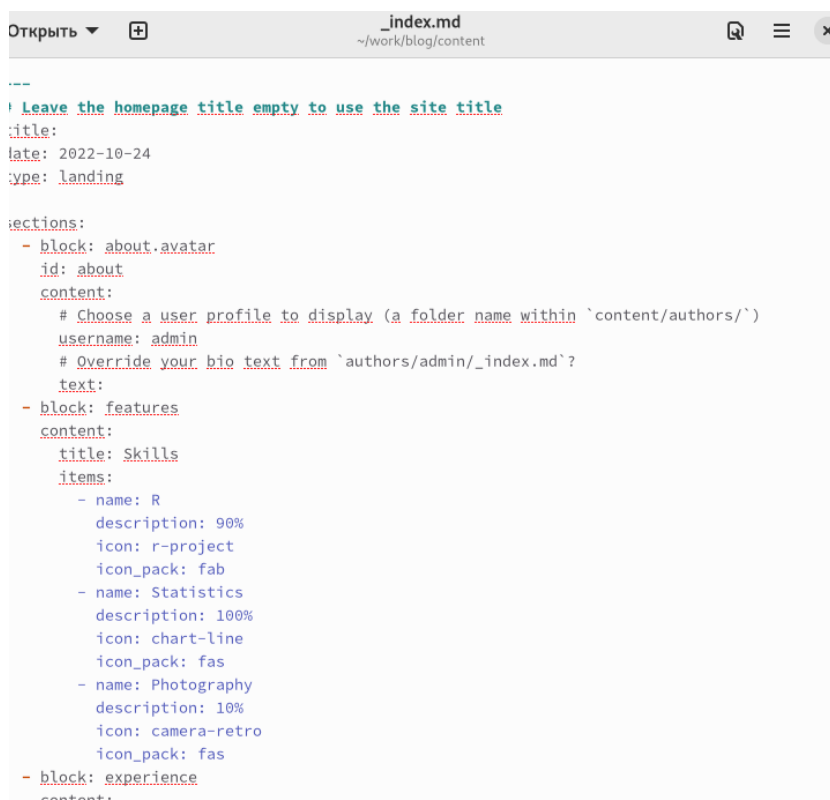 Открыть
_index.md
~/work/blog/content
---
# Leave the homepage title empty to use the site title
title:
date: 2022-10-24
type: landing
sections:
- block: about.avatar
id: about
content:
# Choose a user profile to display (a folder name within `content/authors/`)
username: admin
# Override your bio text from `authors/admin/_index.md`?
text:
- block: features
content:
title: Skills
items:
- name: R
description: 90%
icon: r-project
icon_pack: fab
- name: Statistics
description: 100%
icon: chart-line
icon_pack: fas
- name: Photography
description: 10%
icon: camera-retro
icon_pack: fas
- block: experience
content: